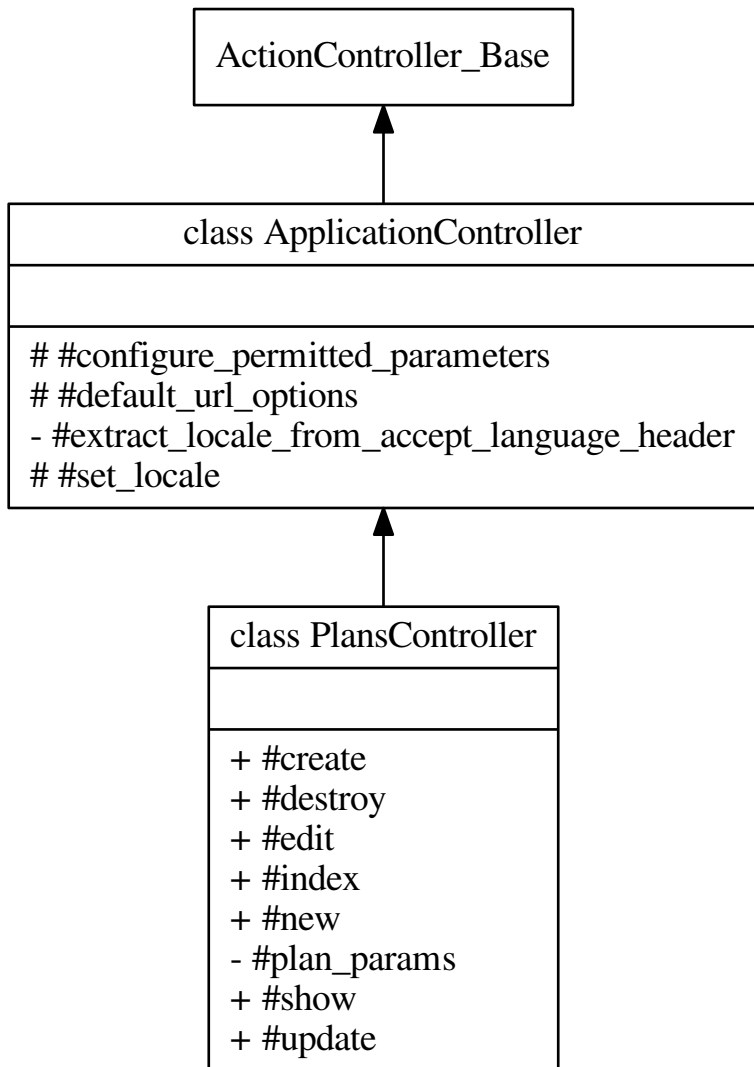 ActionController_Base
class ApplicationController
# #configure_permitted_parameters
# #default_url_options
- #extract_locale_from_accept_language_header
# #set_locale
class PlansController
+ #create
+ #destroy
+ #edit
+ #index
+ #new
- #plan_params
+ #show
+ #update